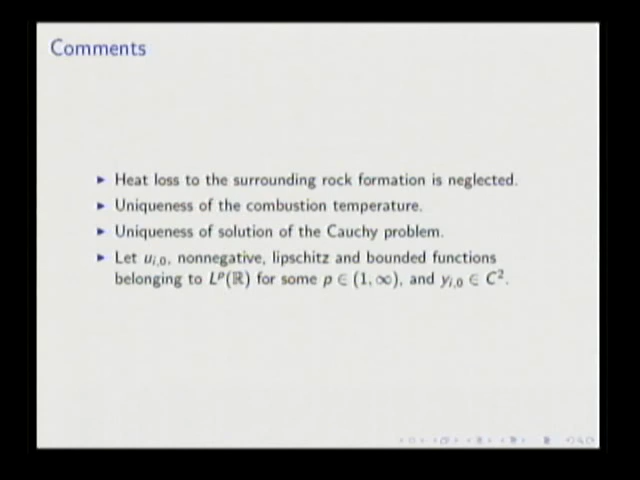 Comments
▶ Heat loss to the surrounding rock formation is neglected.
▶ Uniqueness of the combustion temperature.
▶ Uniqueness of solution of the Cauchy problem.
▶ Let u_{i,0}, nonnegative, lipschitz and bounded functions
belonging to L^p(ℝ) for some p ∈ (1, ∞), and y_{i,0} ∈ C².